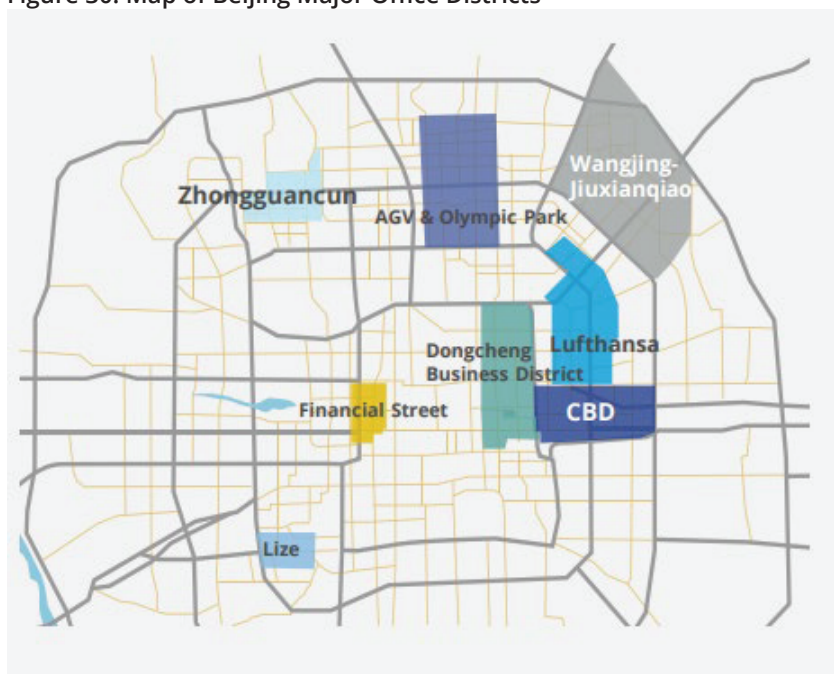 Figure 30: Map of Beijing Major Office Districts
Wangjing-
Jiuxianqiao
Zhongguancun
AGV & Olympic Park
Dongcheng
Business District
Lufthansa
Financial Street
CBD
Lize